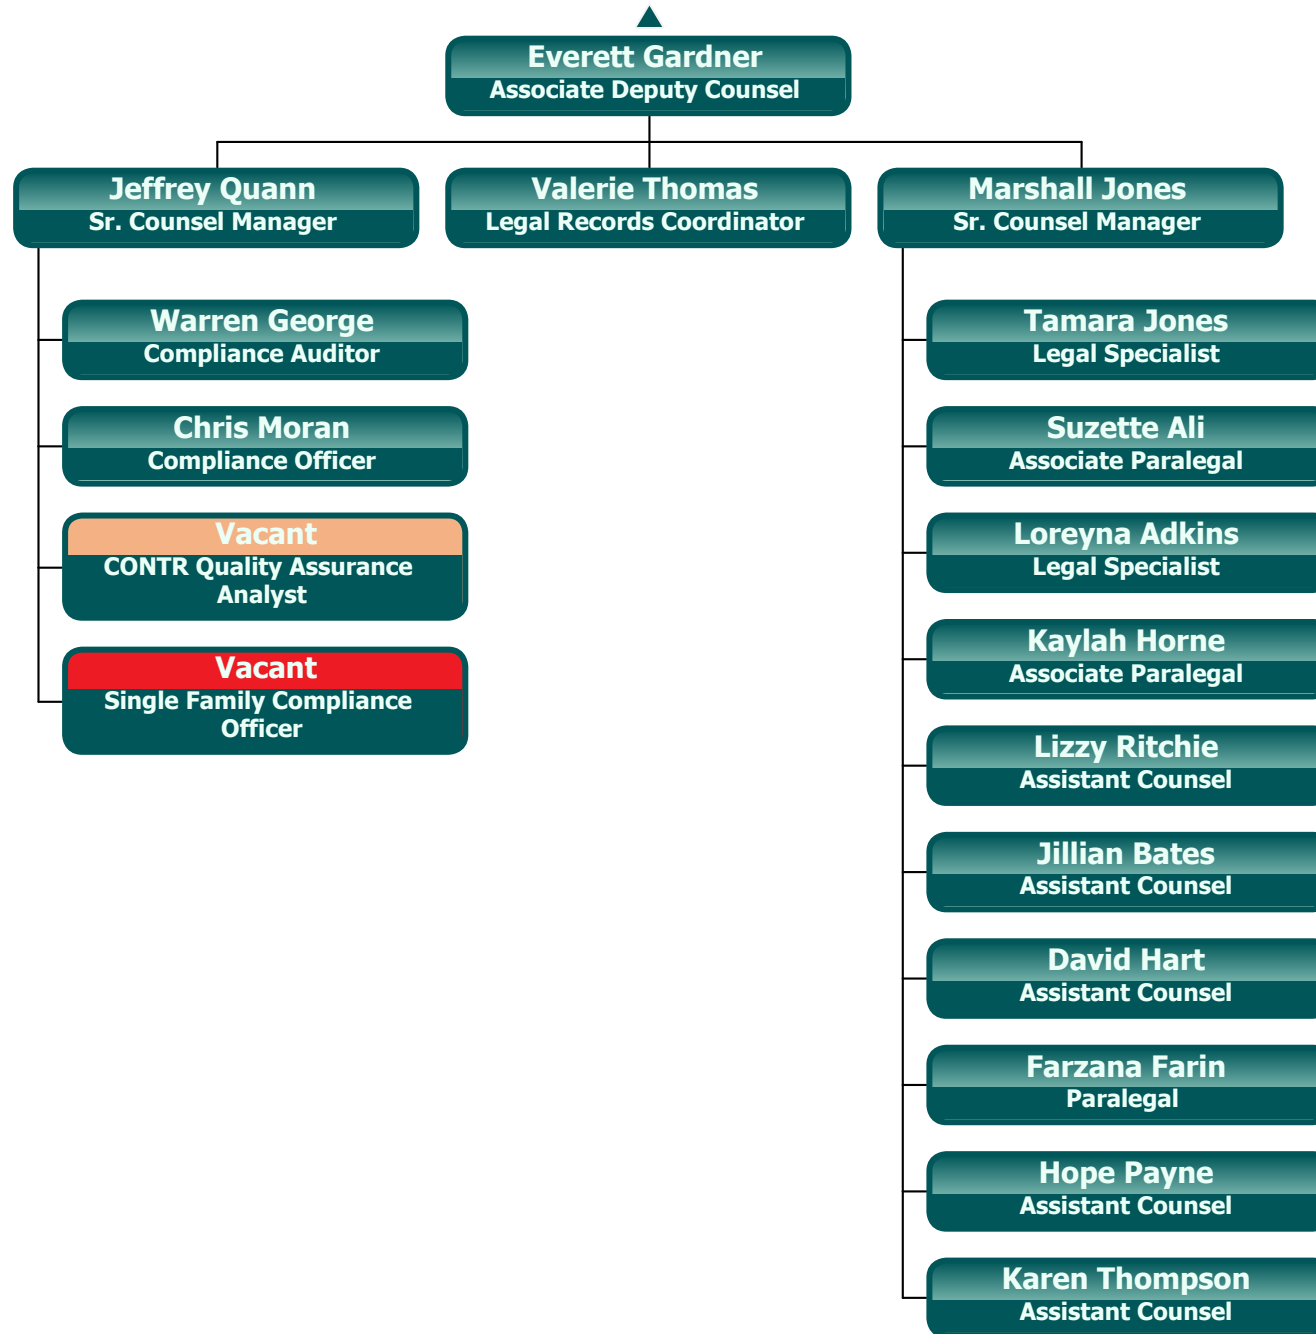 Everett Gardner
Associate Deputy Counsel
Jeffrey Quann
Sr. Counsel Manager
Valerie Thomas
Legal Records Coordinator
Marshall Jones
Sr. Counsel Manager
Warren George
Compliance Auditor
Chris Moran
Compliance Officer
Vacant
CONTR Quality Assurance
Analyst
Vacant
Single Family Compliance
Officer
Tamara Jones
Legal Specialist
Suzette Ali
Associate Paralegal
Loreyna Adkins
Legal Specialist
Kaylah Horne
Associate Paralegal
Lizzy Ritchie
Assistant Counsel
Jillian Bates
Assistant Counsel
David Hart
Assistant Counsel
Farzana Farin
Paralegal
Hope Payne
Assistant Counsel
Karen Thompson
Assistant Counsel